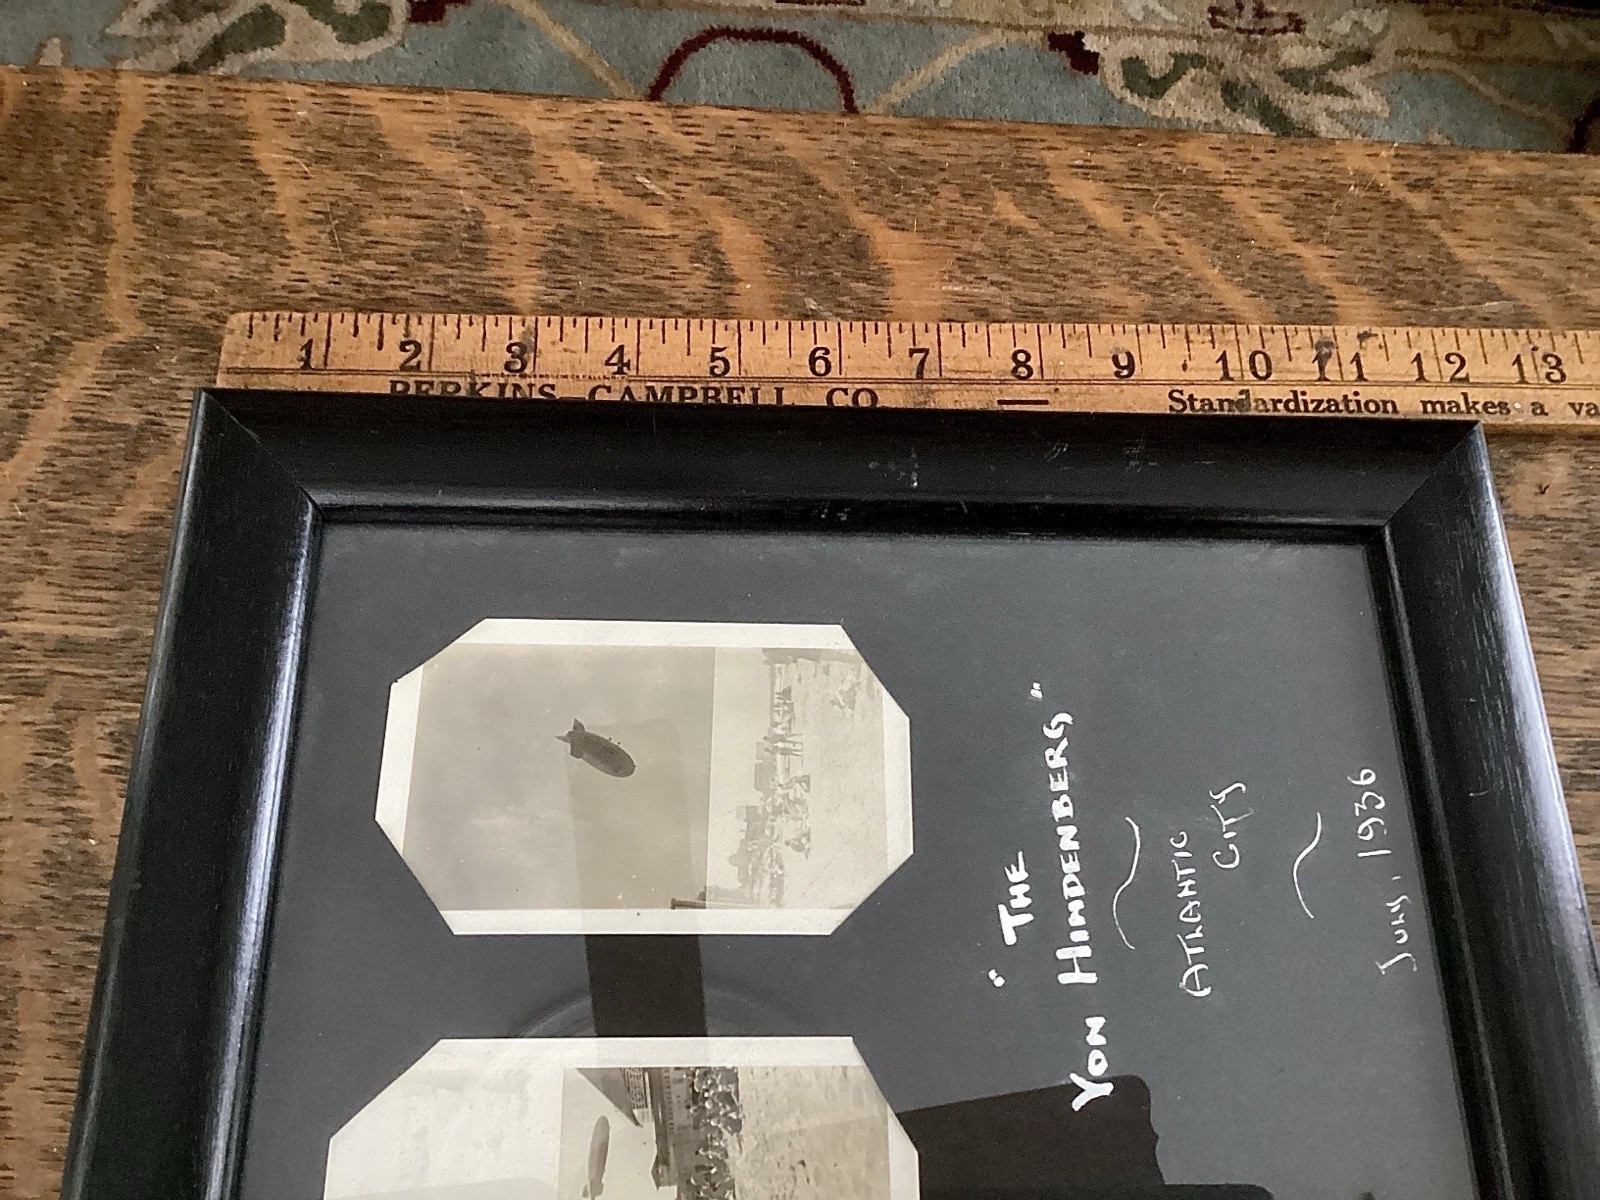 1 2 3 4 5 6 7 8 9 10 11 12 13
PERKINS-CAMPBELL CO. — Standardization makes a va
"THE
VON HINDENBERG"
ATLANTIC
CITY
JULY, 1936